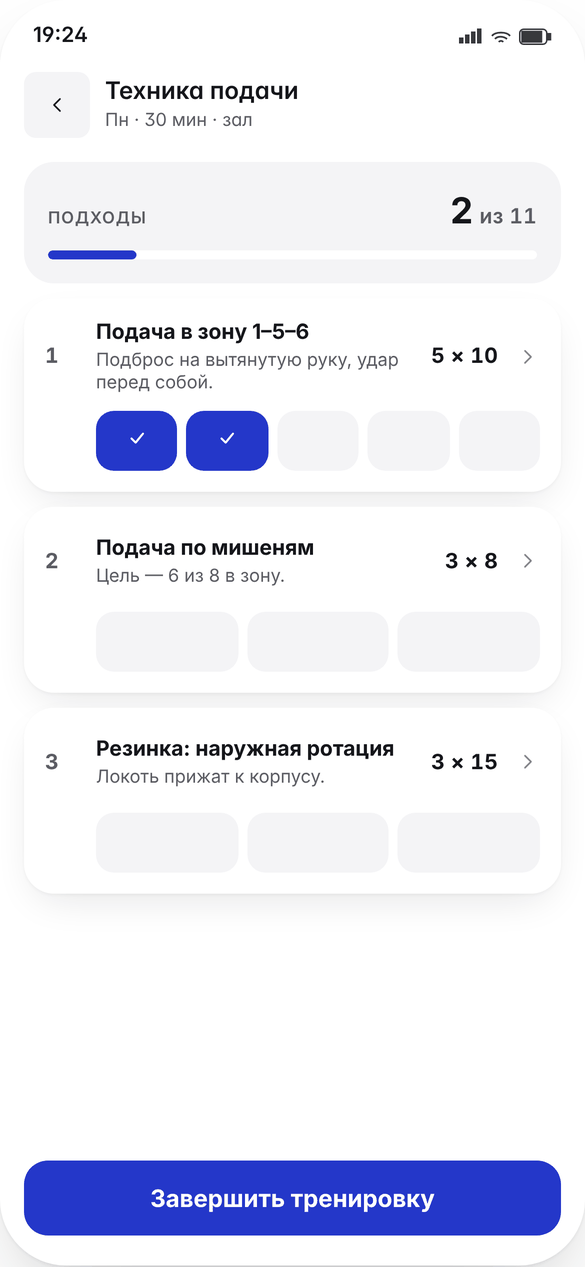 19:24
Техника подачи
Пн · 30 мин · зал
ПОДХОДЫ
2 из 11
1
Подача в зону 1–5–6
Подброс на вытянутую руку, удар
перед собой.
5 × 10
2
Подача по мишеням
Цель — 6 из 8 в зону.
3 × 8
3
Резинка: наружная ротация
Локоть прижат к корпусу.
3 × 15
Завершить тренировку